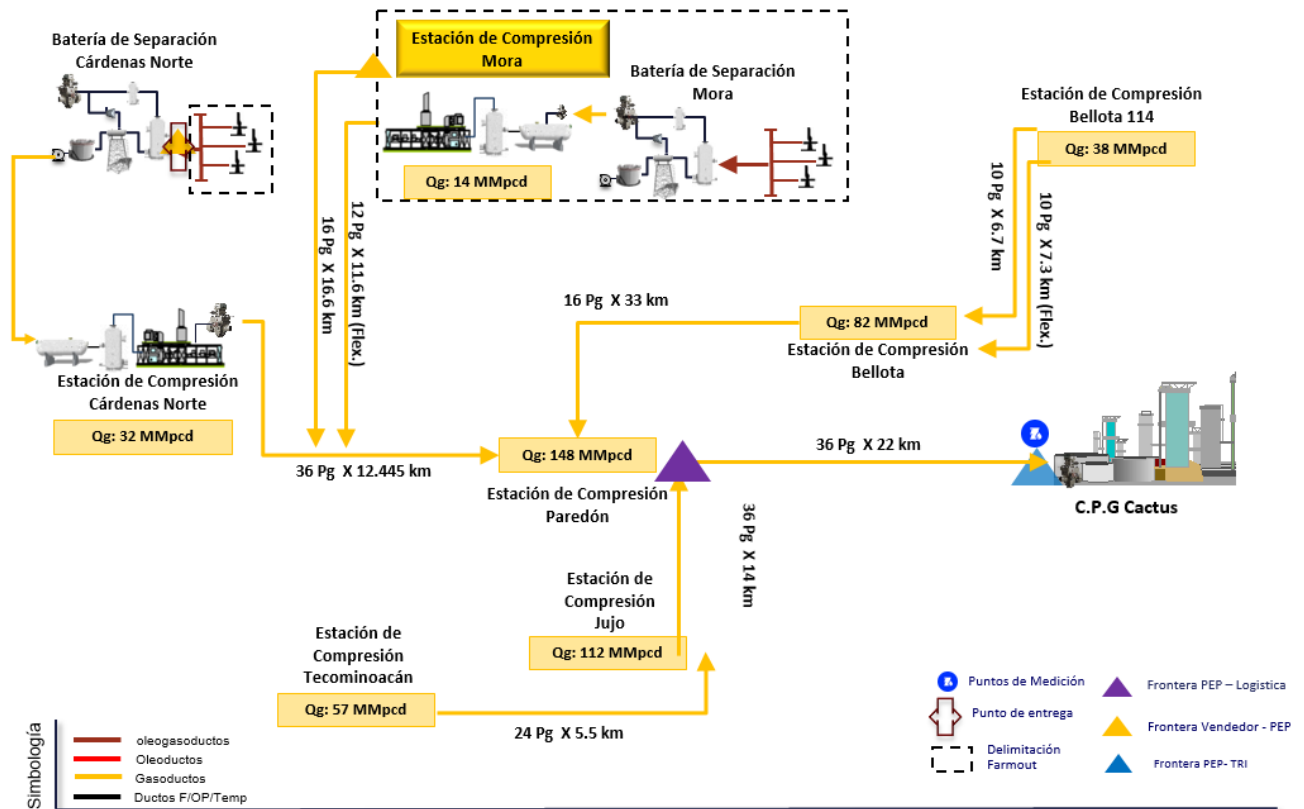 Batería de Separación
Cárdenas Norte
Estación de Compresión
Mora
Batería de Separación
Mora
Qg: 14 MMpcd
Estación de Compresión
Bellota 114
Qg: 38 MMpcd
16 Pg X 16.6 km
12 Pg X 11.6 km (Flex.)
10 Pg X 6.7 km
10 Pg X 7.3 km (Flex.)
16 Pg X 33 km
Qg: 82 MMpcd
Estación de Compresión
Bellota
Estación de Compresión
Cárdenas Norte
Qg: 32 MMpcd
36 Pg X 12.445 km
Qg: 148 MMpcd
Estación de Compresión
Paredón
36 Pg X 22 km
C.P.G Cactus
36 Pg X 14 km
Estación de
Compresión
Jujo
Qg: 112 MMpcd
Estación de
Compresión
Tecominoacán
Qg: 57 MMpcd
24 Pg X 5.5 km
Simbología
oleogasoductos
Oleoductos
Gasoductos
Ductos F/OP/Temp
Puntos de Medición
Punto de entrega
Delimitación
Farmout
Frontera PEP – Logistica
Frontera Vendedor - PEP
Frontera PEP- TRI